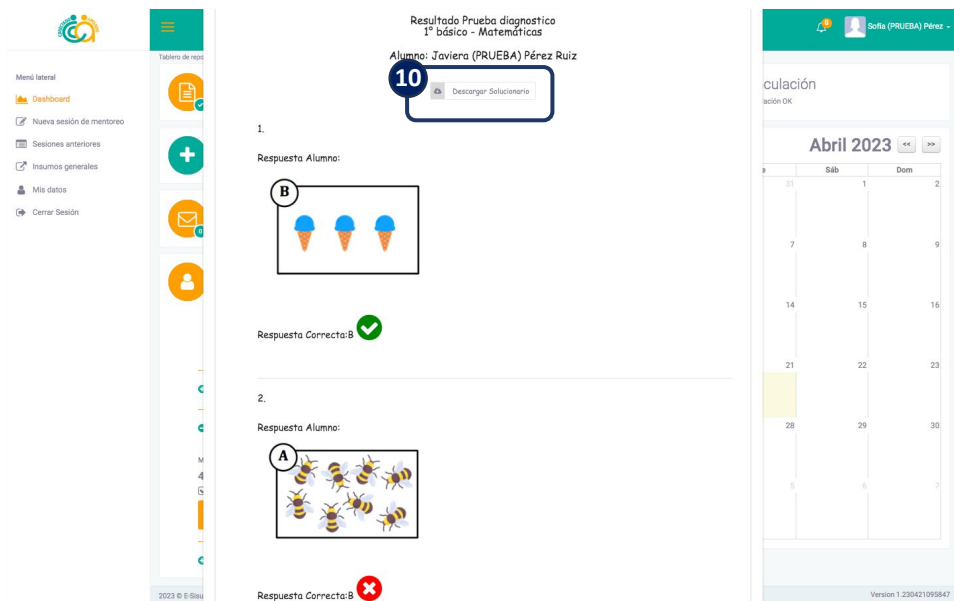 Menú lateral
Dashboard
Nueva sesión de mentoreo
Sesiones anteriores
Insumos generales
Mis datos
Cerrar Sesión
Sofía (PRUEBA) Pérez
Tablero de repo
Resultado Prueba diagnostico
1° básico - Matemáticas
Alumno: Javiera (PRUEBA) Pérez Ruiz
10
Descargar Solucionario
1.
Respuesta Alumno:
B
Respuesta Correcta:B
2.
Respuesta Alumno:
A
Respuesta Correcta:B
culación
ación OK
Abril 2023 << >>
Sáb Dom
31 1 2
7 8 9
14 15 16
21 22 23
28 29 30
5 6 7
M
4
2023 © E-Sisu
Version 1.230421095847